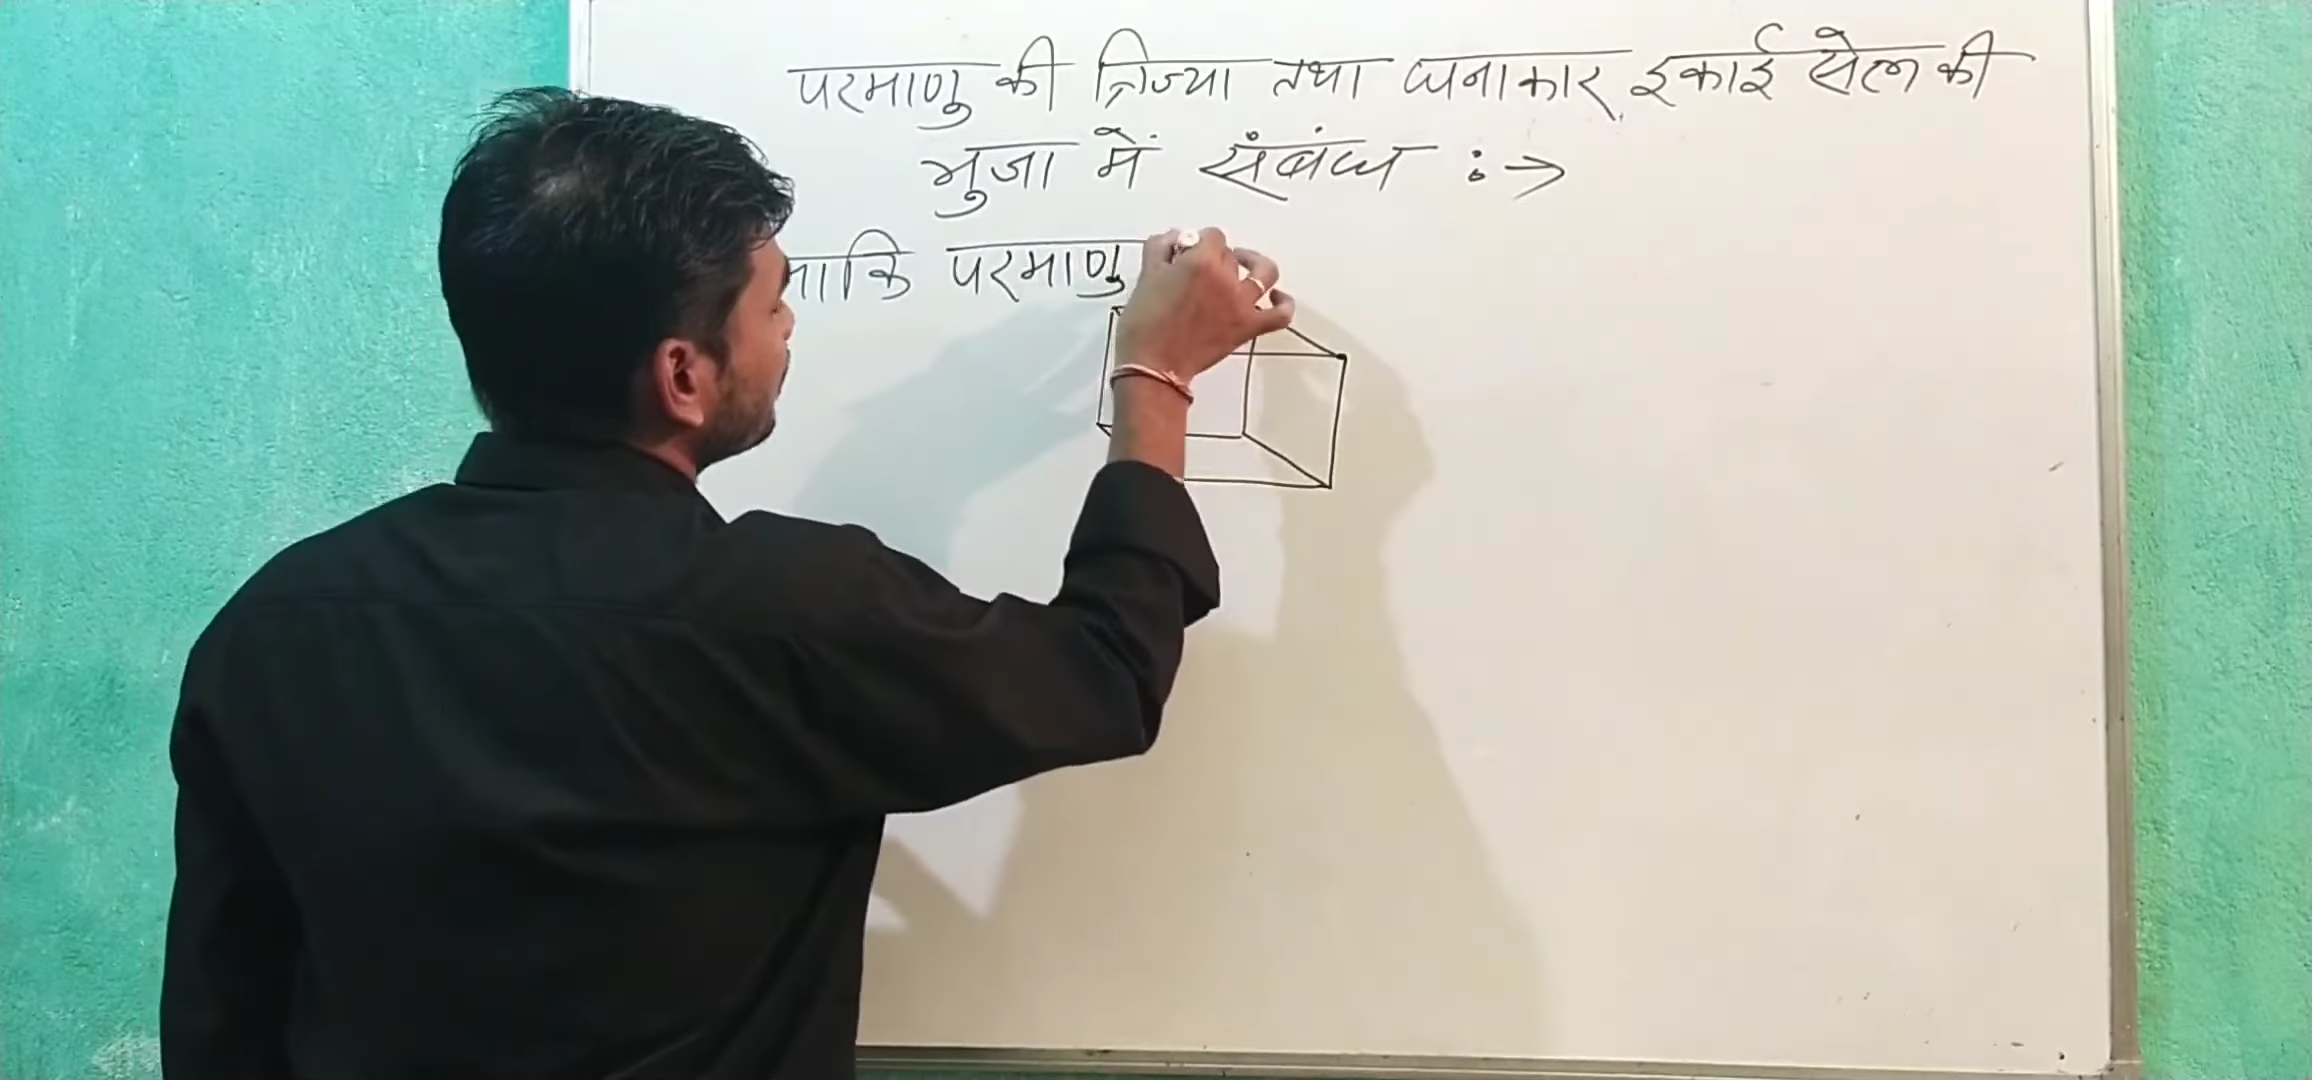 परमाणु की त्रिज्या तथा घनाकार इकाई सेल की
भुजा में संबंध :→
परमाणु